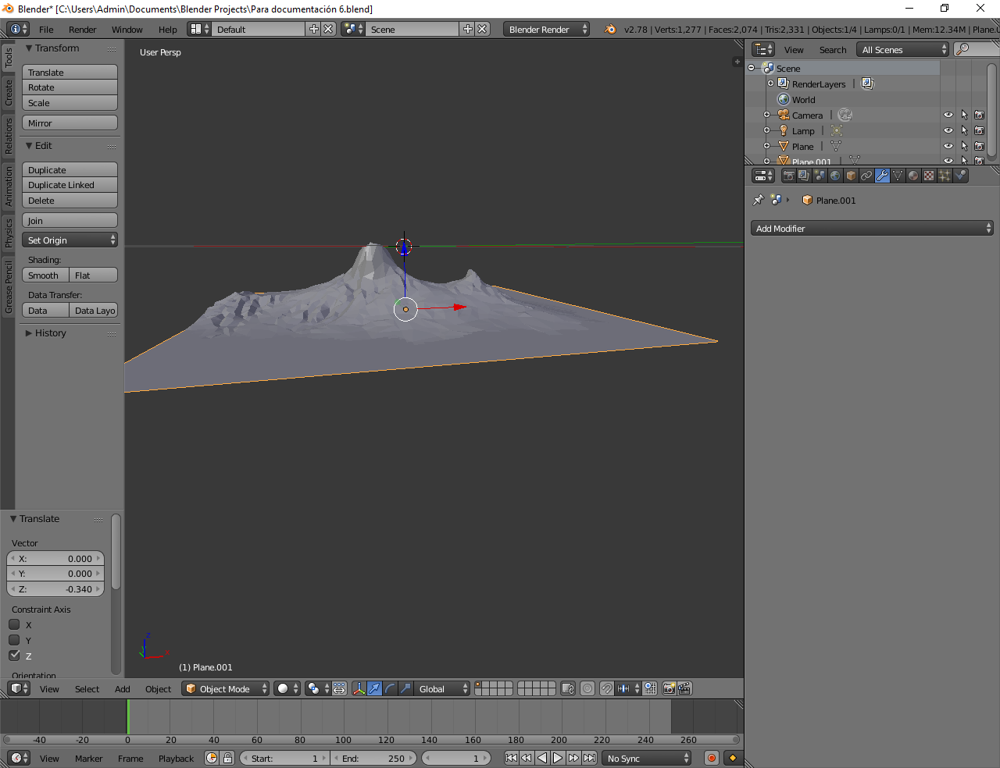 Blender* [C:\Users\Admin\Documents\Blender Projects\Para documentación 6.blend]
File Render Window Help Default Scene Blender Render v2.78 | Verts:1,277 | Faces:2,074 | Tris:2,331 | Objects:1/4 | Lamps:0/1 | Mem:12.34M | Plane.
Tools
Create
Relations
Animation
Physics
Grease Pencil
Transform
Translate
Rotate
Scale
Mirror
Edit
Duplicate
Duplicate Linked
Delete
Join
Set Origin
Shading:
Smooth Flat
Data Transfer:
Data Data Layo
History
Translate
Vector
X: 0.000
Y: 0.000
Z: -0.340
Constraint Axis
X
Y
Z
Orientation
User Persp
z
x
(1) Plane.001
View Search All Scenes
Scene
RenderLayers
World
Camera
Lamp
Plane
Plane.001
Plane.001
Add Modifier
View Select Add Object Object Mode Global
-40 -20 0 20 40 60 80 100 120 140 160 180 200 220 240 260
View Marker Frame Playback Start: 1 End: 250 1 No Sync